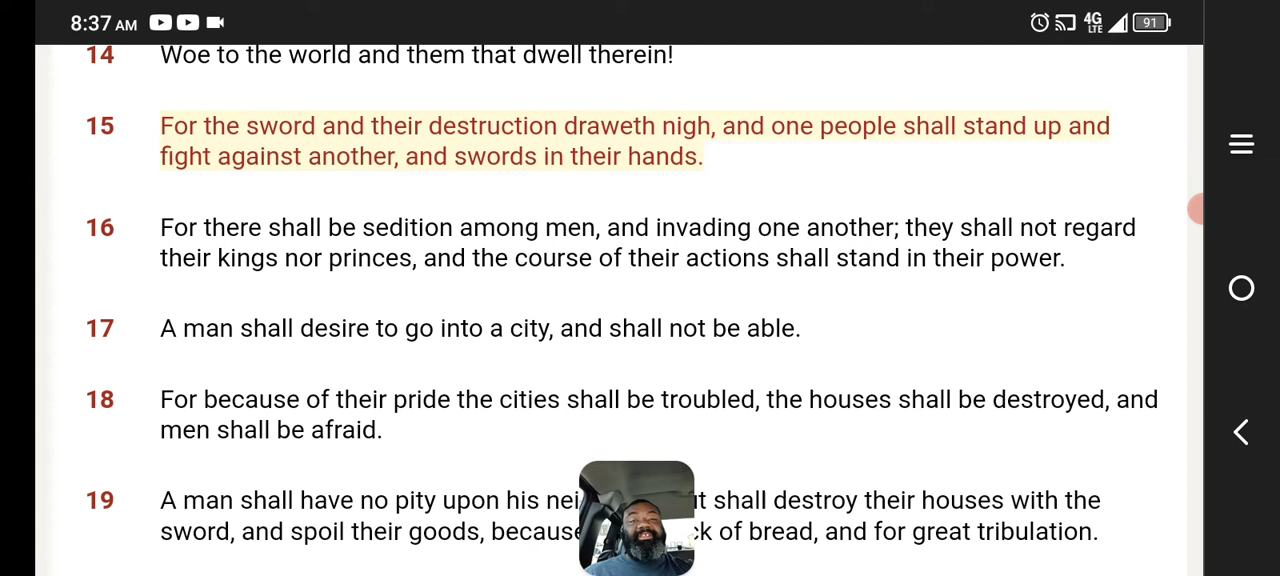 8:37 AM
4G
LTE
91
14 Woe to the world and them that dwell therein!
15 For the sword and their destruction draweth nigh, and one people shall stand up and
fight against another, and swords in their hands.
16 For there shall be sedition among men, and invading one another; they shall not regard
their kings nor princes, and the course of their actions shall stand in their power.
17 A man shall desire to go into a city, and shall not be able.
18 For because of their pride the cities shall be troubled, the houses shall be destroyed, and
men shall be afraid.
19 A man shall have no pity upon his shall destroy their houses with the
sword, and spoil their goods, because of bread, and for great tribulation.